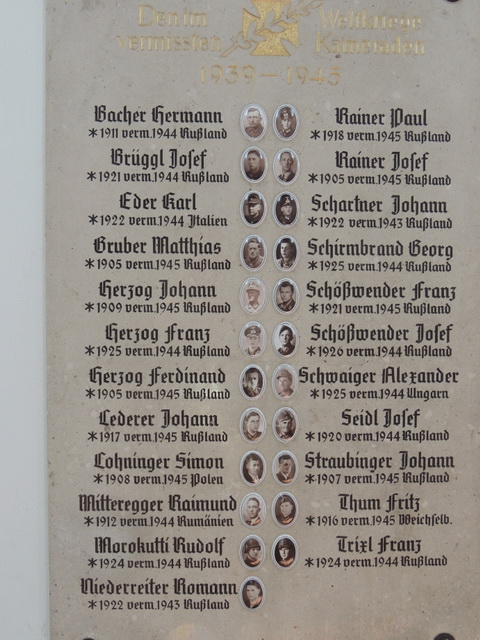 Den im Weltkriege
vermissten Kameraden
1939-1945
Bacher Hermann
*1911 verm.1944 Rußland
Brüggl Josef
*1921 verm.1944 Rußland
Eder Karl
*1922 verm.1944 Italien
Gruber Matthias
*1905 verm.1945 Rußland
Herzog Johann
*1909 verm.1945 Rußland
Herzog Franz
*1925 verm.1944 Rußland
Herzog Ferdinand
*1905 verm.1945 Rußland
Lederer Johann
*1917 verm.1945 Rußland
Lohninger Simon
*1908 verm.1945 Polen
Mitteregger Raimund
*1912 verm.1944 Rumänien
Morokutti Rudolf
*1924 verm.1944 Rußland
Niederreiter Romann
*1922 verm.1943 Rußland
Rainer Paul
*1918 verm.1945 Rußland
Rainer Josef
*1905 verm.1945 Rußland
Schartner Johann
*1922 verm.1943 Rußland
Schirmbrand Georg
*1925 verm.1944 Rußland
Schößwender Franz
*1921 verm.1945 Rußland
Schößwender Josef
*1926 verm.1944 Rußland
Schwaiger Alexander
*1925 verm.1944 Ungarn
Seidl Josef
*1920 verm.1944 Rußland
Straubinger Johann
*1907 verm.1945 Rußland
Thum Fritz
*1916 verm.1945 Weichselb.
Trixl Franz
*1924 verm.1944 Rußland